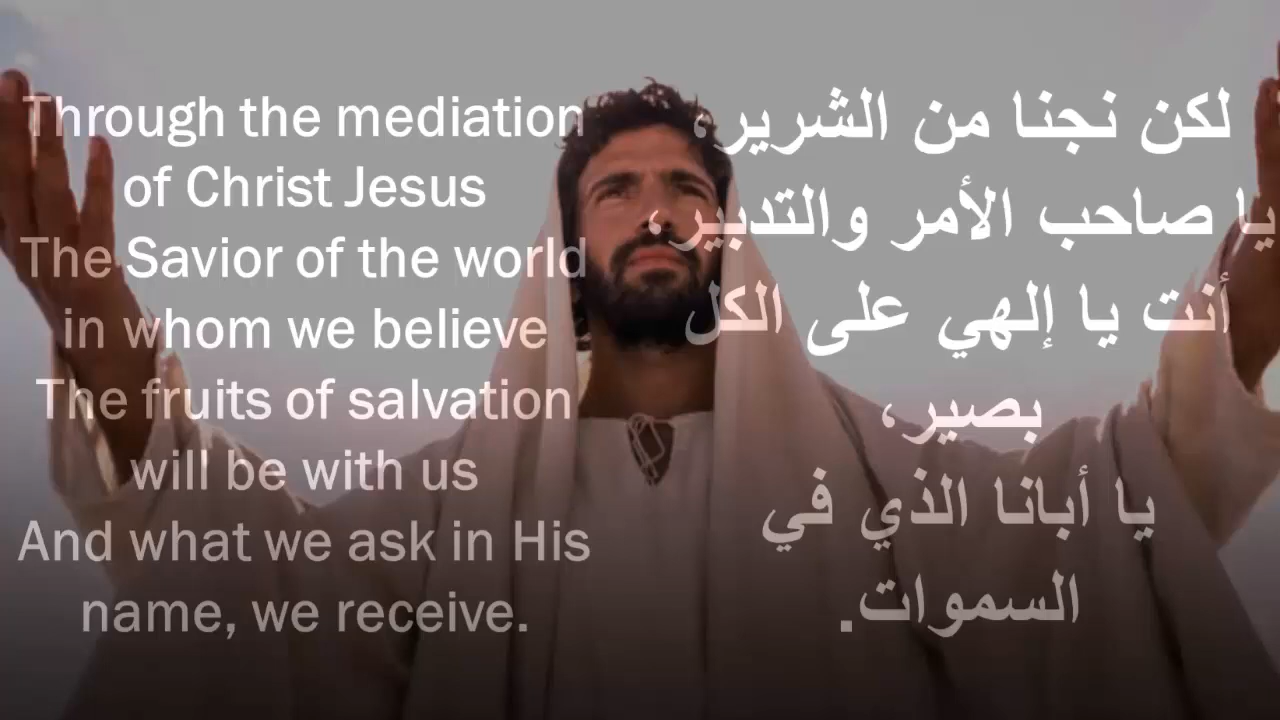 Through the mediation
of Christ Jesus
The Savior of the world
in whom we believe
The fruits of salvation
will be with us
And what we ask in His
name, we receive.
لكن نجنا من الشرير،
يا صاحب الأمر والتدبير،
أنت يا إلهي على الكل
بصير،
يا أبانا الذي في
السموات.